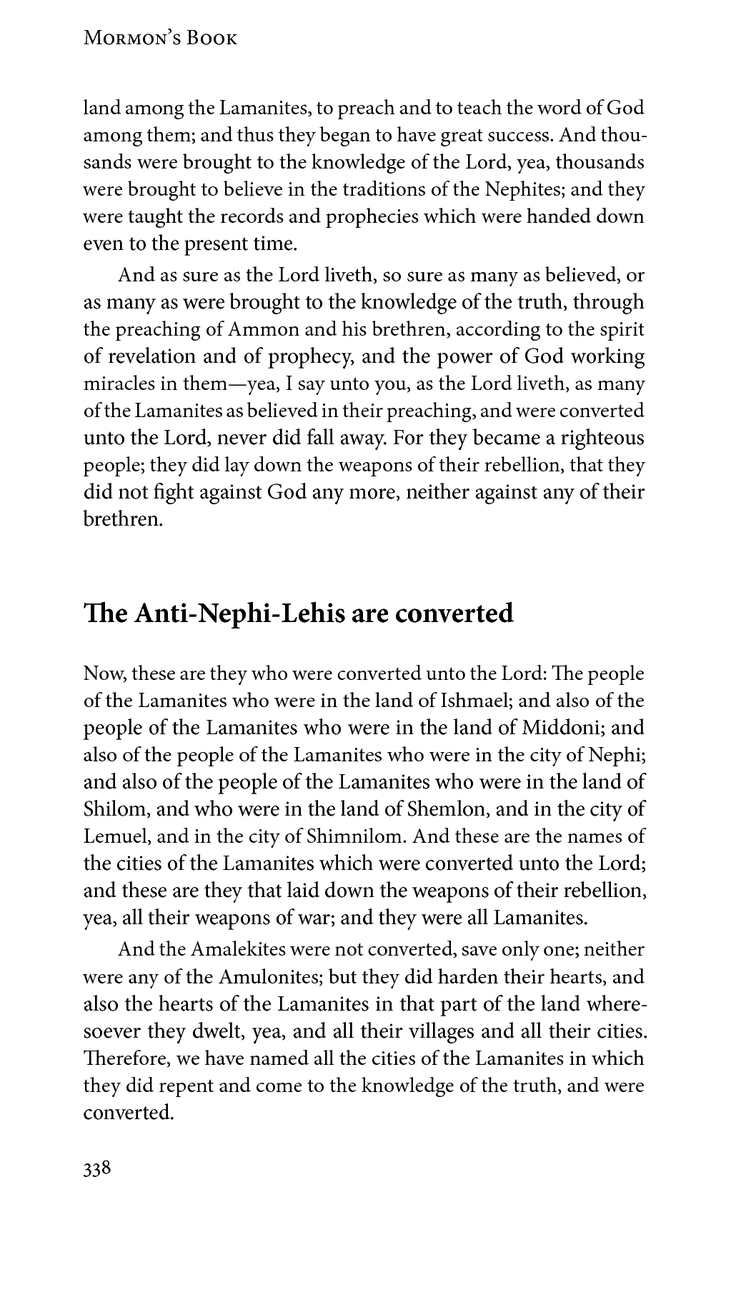 Mormon's Book
land among the Lamanites, to preach and to teach the word of God
among them; and thus they began to have great success. And thou-
sands were brought to the knowledge of the Lord, yea, thousands
were brought to believe in the traditions of the Nephites; and they
were taught the records and prophecies which were handed down
even to the present time.
And as sure as the Lord liveth, so sure as many as believed, or
as many as were brought to the knowledge of the truth, through
the preaching of Ammon and his brethren, according to the spirit
of revelation and of prophecy, and the power of God working
miracles in them—yea, I say unto you, as the Lord liveth, as many
of the Lamanites as believed in their preaching, and were converted
unto the Lord, never did fall away. For they became a righteous
people; they did lay down the weapons of their rebellion, that they
did not fight against God any more, neither against any of their
brethren.
The Anti-Nephi-Lehis are converted
Now, these are they who were converted unto the Lord: The people
of the Lamanites who were in the land of Ishmael; and also of the
people of the Lamanites who were in the land of Middoni; and
also of the people of the Lamanites who were in the city of Nephi;
and also of the people of the Lamanites who were in the land of
Shilom, and who were in the land of Shemlon, and in the city of
Lemuel, and in the city of Shimnilom. And these are the names of
the cities of the Lamanites which were converted unto the Lord;
and these are they that laid down the weapons of their rebellion,
yea, all their weapons of war; and they were all Lamanites.
And the Amalekites were not converted, save only one; neither
were any of the Amulonites; but they did harden their hearts, and
also the hearts of the Lamanites in that part of the land where-
soever they dwelt, yea, and all their villages and all their cities.
Therefore, we have named all the cities of the Lamanites in which
they did repent and come to the knowledge of the truth, and were
converted.
338